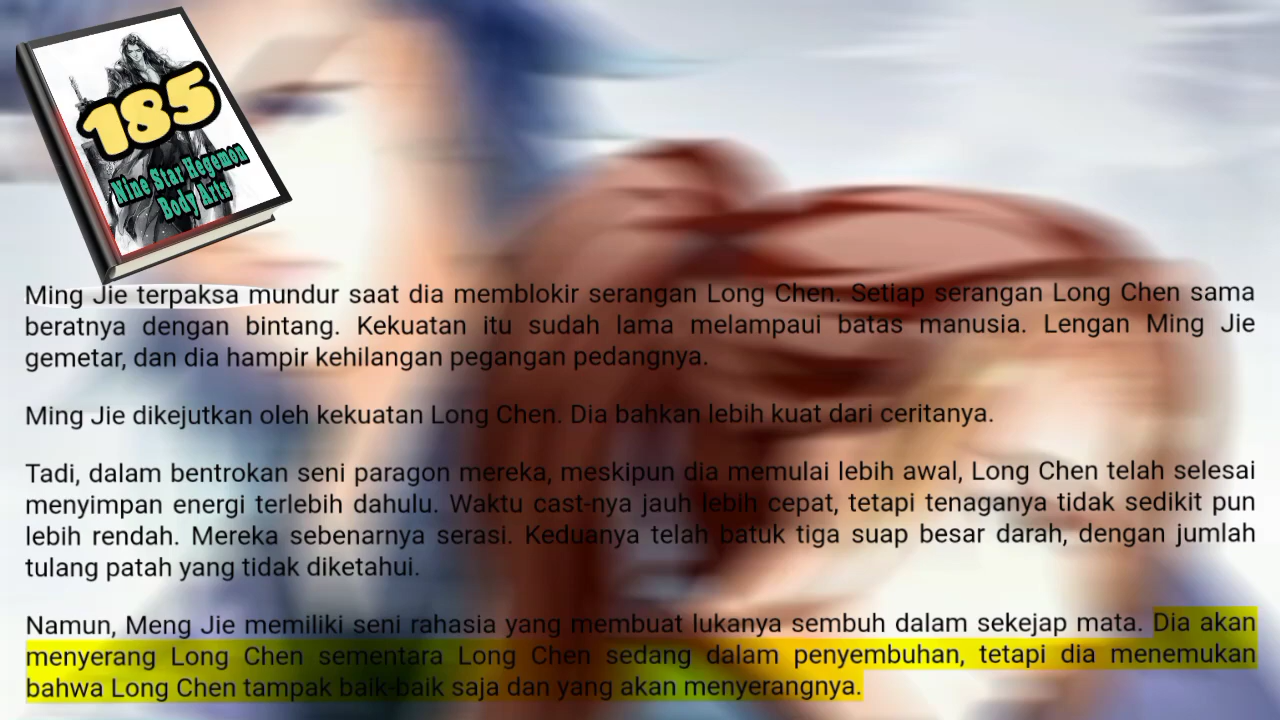 185
Nine Star Hegemon
Body Arts
Ming Jie terpaksa mundur saat dia memblokir serangan Long Chen. Setiap serangan Long Chen sama
beratnya dengan bintang. Kekuatan itu sudah lama melampaui batas manusia. Lengan Ming Jie
gemetar, dan dia hampir kehilangan pegangan pedangnya.
Ming Jie dikejutkan oleh kekuatan Long Chen. Dia bahkan lebih kuat dari ceritanya.
Tadi, dalam bentrokan seni paragon mereka, meskipun dia memulai lebih awal, Long Chen telah selesai
menyimpan energi terlebih dahulu. Waktu cast-nya jauh lebih cepat, tetapi tenaganya tidak sedikit pun
lebih rendah. Mereka sebenarnya serasi. Keduanya telah batuk tiga suap besar darah, dengan jumlah
tulang patah yang tidak diketahui.
Namun, Meng Jie memiliki seni rahasia yang membuat lukanya sembuh dalam sekejap mata. Dia akan
menyerang Long Chen sementara Long Chen sedang dalam penyembuhan, tetapi dia menemukan
bahwa Long Chen tampak baik-baik saja dan yang akan menyerangnya.